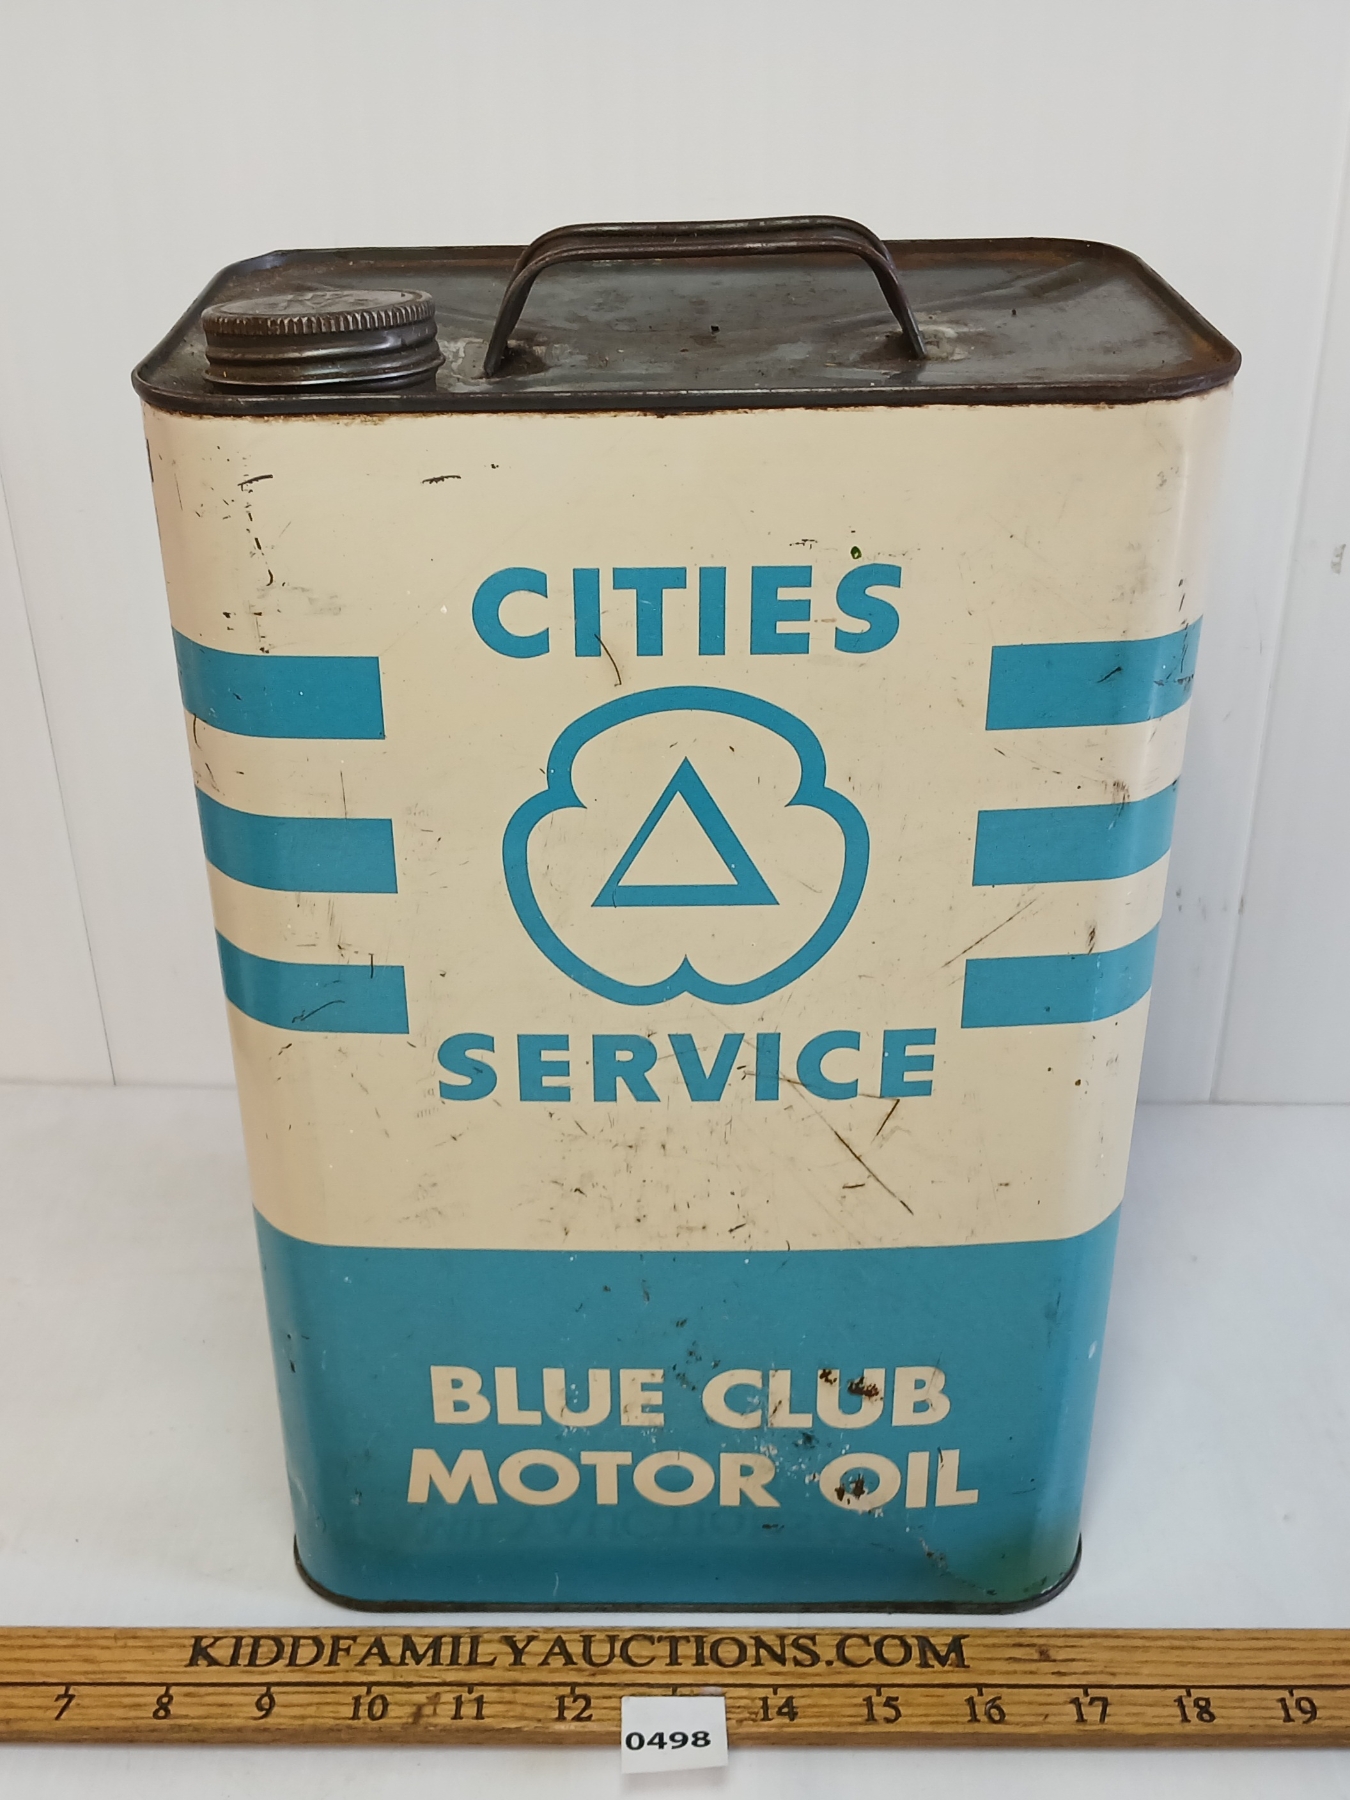 CITIES
SERVICE
BLUE CLUB
MOTOR OIL
KIDDFAMILYAUCTIONS.COM
7 8 9 10 11 12 14 15 16 17 18 19
0498